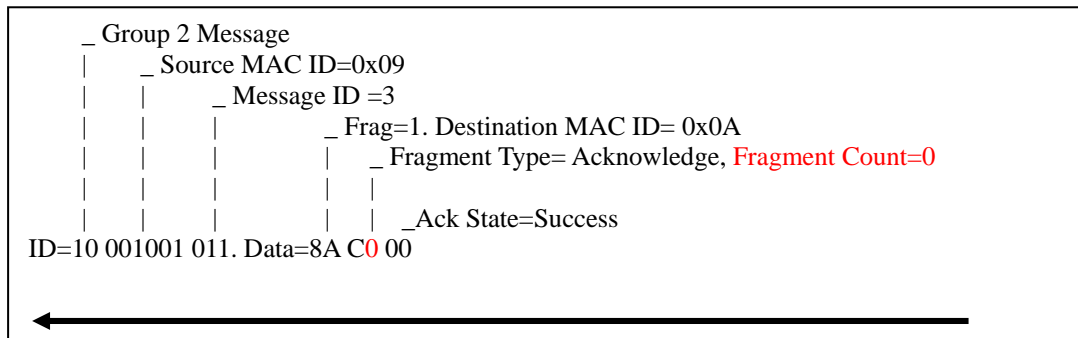 _ Group 2 Message
| _ Source MAC ID=0x09
| | _ Message ID =3
| | | _ Frag=1. Destination MAC ID= 0x0A
| | | | _ Fragment Type= Acknowledge, Fragment Count=0
| | | | |
| | | | | _Ack State=Success
ID=10 001001 011. Data=8A C0 00